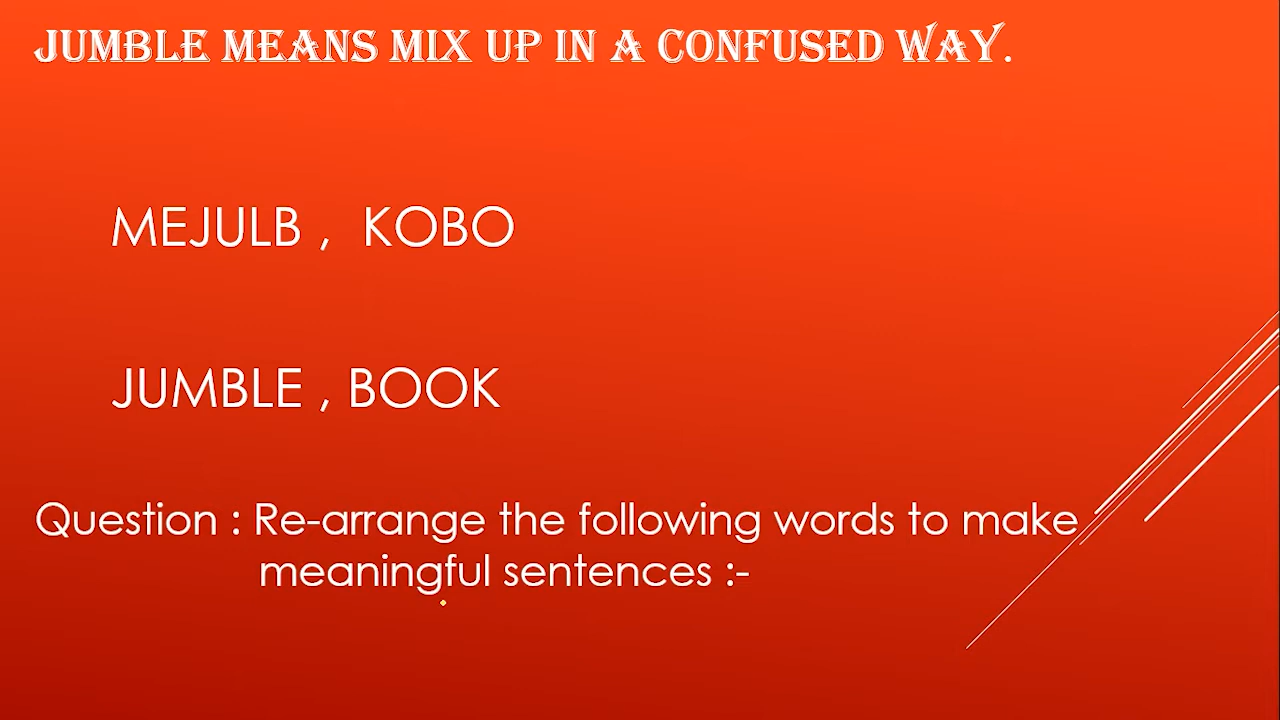 JUMBLE MEANS MIX UP IN A CONFUSED WAY.
MEJULB , KOBO
JUMBLE , BOOK
Question : Re-arrange the following words to make
meaningful sentences :-